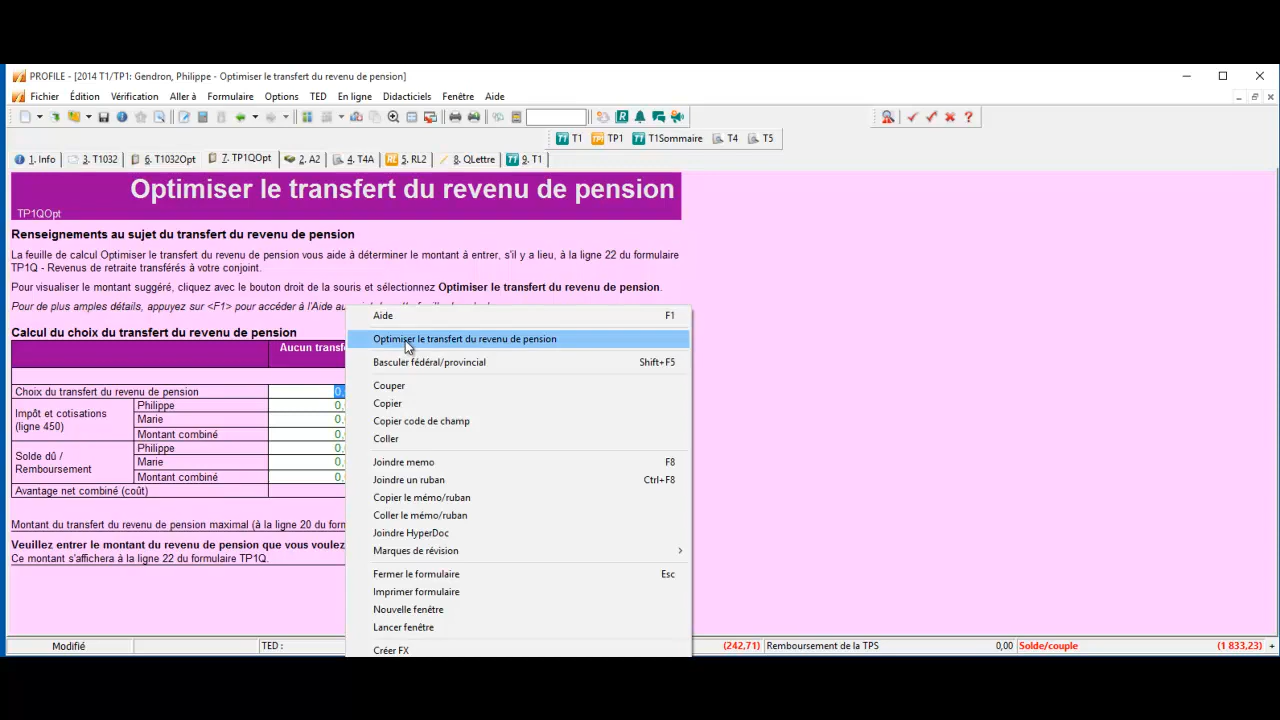 PROFILE - [2014 T1/TP1: Gendron, Philippe - Optimiser le transfert du revenu de pension]
Fichier Édition Vérification Aller à Formulaire Options TED En ligne Didacticiels Fenêtre Aide
T1 TP1 T1Sommaire T4 T5
1. Info 3. T1032 6. T1032Opt 7. TP1QOpt 2. A2 4. T4A 5. RL2 8. QLettre 9. T1
Optimiser le transfert du revenu de pension
TP1QOpt
Renseignements au sujet du transfert du revenu de pension
La feuille de calcul Optimiser le transfert du revenu de pension vous aide à déterminer le montant à entrer, s'il y a lieu, à la ligne 22 du formulaire
TP1Q - Revenus de retraite transférés à votre conjoint.
Pour visualiser le montant suggéré, cliquez avec le bouton droit de la souris et sélectionnez Optimiser le transfert du revenu de pension.
Pour de plus amples détails, appuyez sur <F1> pour accéder à l'Aide au
Calcul du choix du transfert du revenu de pension
Aucun transf
Choix du transfert du revenu de pension 0.
Impôt et cotisations
(ligne 450)
Philippe 0.
Marie 0.
Montant combiné 0.
Solde dû /
Remboursement
Philippe 0.
Marie 0.
Montant combiné 0.
Avantage net combiné (coût)
Montant du transfert du revenu de pension maximal (à la ligne 20 du form
Veuillez entrer le montant du revenu de pension que vous voulez
Ce montant s'affichera à la ligne 22 du formulaire TP1Q.
Aide F1
Optimiser le transfert du revenu de pension
Basculer fédéral/provincial Shift+F5
Couper
Copier
Copier code de champ
Coller
Joindre memo F8
Joindre un ruban Ctrl+F8
Copier le mémo/ruban
Coller le mémo/ruban
Joindre HyperDoc
Marques de révision
Fermer le formulaire Esc
Imprimer formulaire
Nouvelle fenêtre
Lancer fenêtre
Créer FX
Modifié TED : (242,71) Remboursement de la TPS 0,00 Solde/couple (1 833,23) +